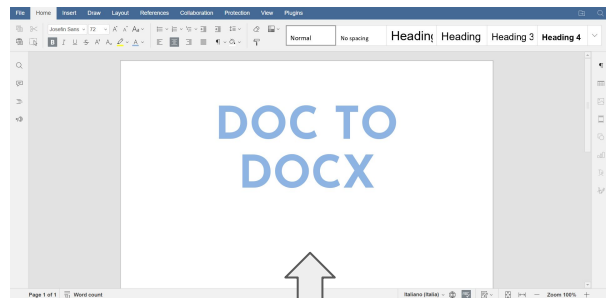 File Home Insert Draw Layout References Collaboration Protection View Plugins
Josefin Sans 72 A A Aa
B I U S A A A Normal No spacing Heading Heading Heading 3 Heading 4
DOC TO
DOCX
Page 1 of 1 Word count Italiano (Italia) Zoom 100%